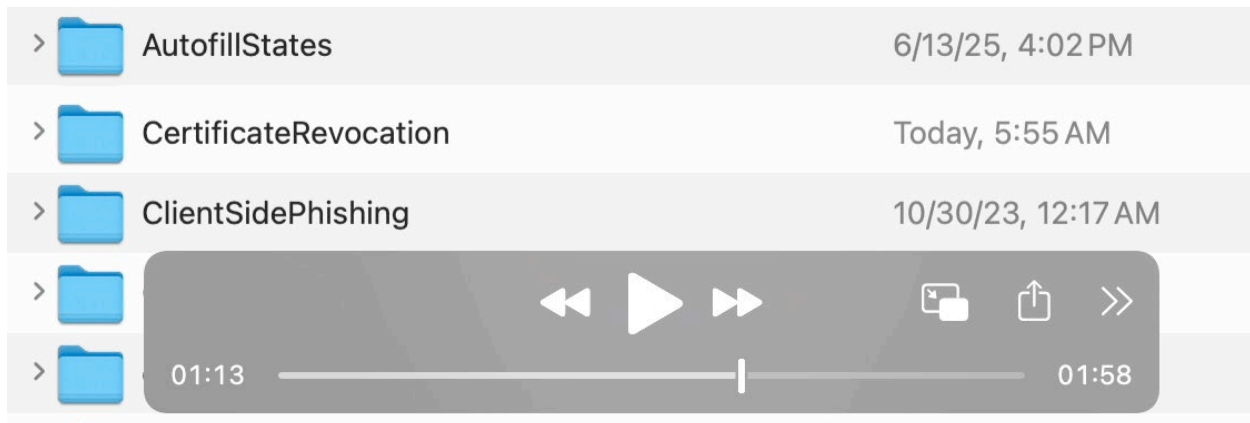 AutofillStates 6/13/25, 4:02 PM
CertificateRevocation Today, 5:55 AM
ClientSidePhishing 10/30/23, 12:17 AM
01:13 01:58